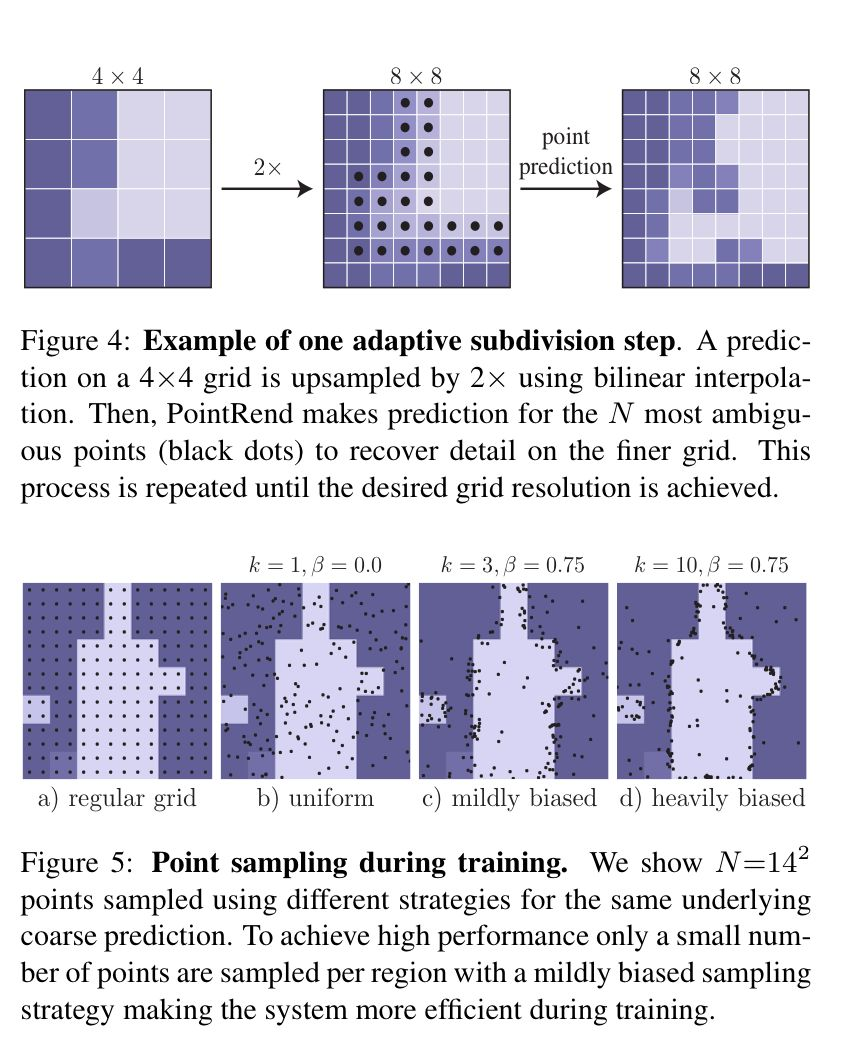 4 × 4
8 × 8
8 × 8
2×
point
prediction
Figure 4: Example of one adaptive subdivision step. A predic-
tion on a 4×4 grid is upsampled by 2× using bilinear interpola-
tion. Then, PointRend makes prediction for the N most ambigu-
ous points (black dots) to recover detail on the finer grid. This
process is repeated until the desired grid resolution is achieved.
k = 1, β = 0.0
k = 3, β = 0.75
k = 10, β = 0.75
a) regular grid
b) uniform
c) mildly biased
d) heavily biased
Figure 5: Point sampling during training. We show N=14²
points sampled using different strategies for the same underlying
coarse prediction. To achieve high performance only a small num-
ber of points are sampled per region with a mildly biased sampling
strategy making the system more efficient during training.